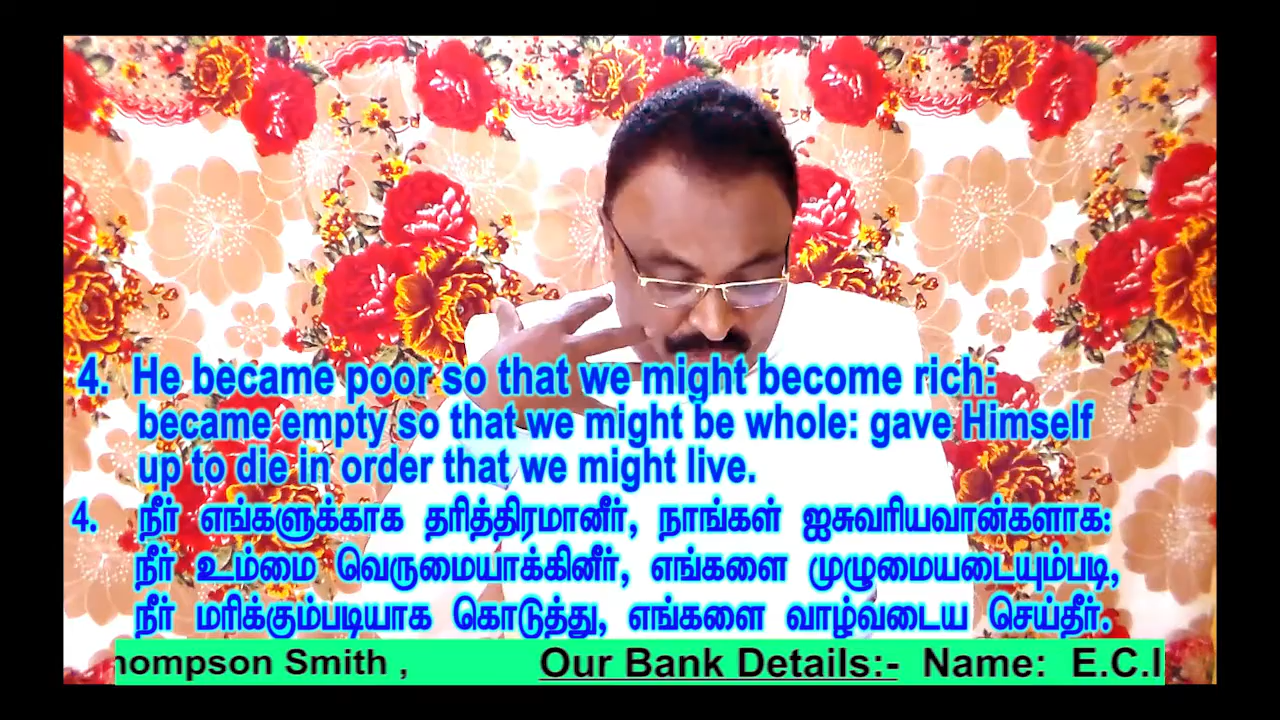 4. He became poor so that we might become rich:
became empty so that we might be whole: gave Himself
up to die in order that we might live.
4. நீர் எங்களுக்காக தரித்திரமானீர், நாங்கள் ஐசுவரியவான்களாக:
நீர் உம்மை வெருமையாக்கினீர், எங்களை முழுமையடையும்படி,
நீர் மரிக்கும்படியாக கொடுத்து, எங்களை வாழ்வடைய செய்தீர்.
hompson Smith , Our Bank Details:- Name: E.C.I